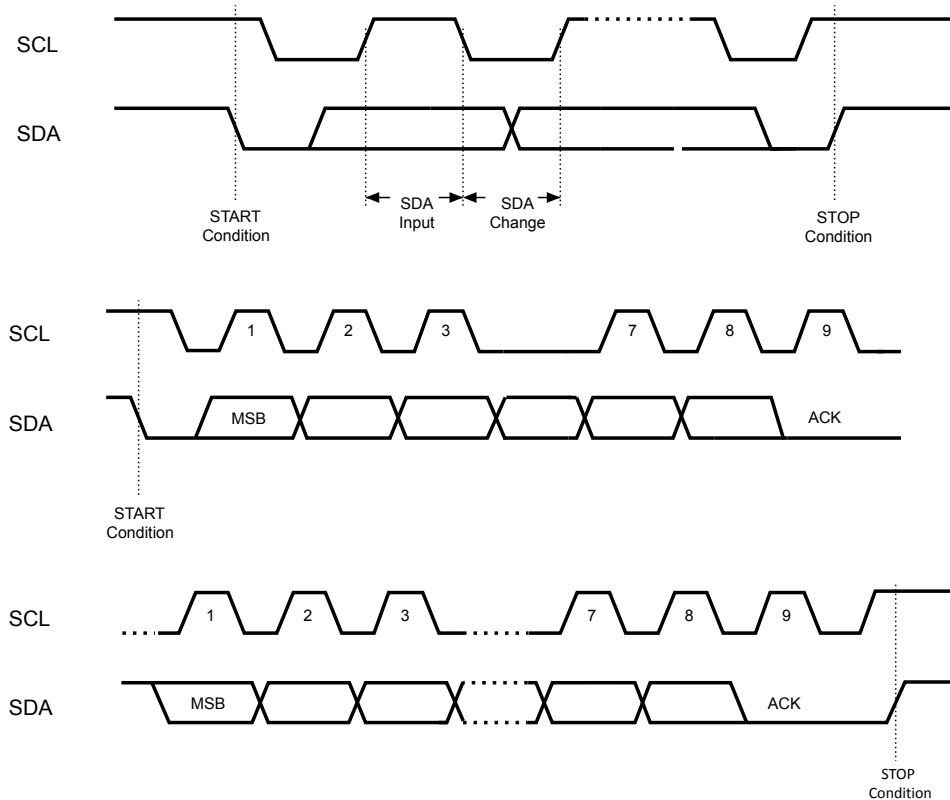 SCL
SDA
SDA
Input
SDA
Change
START
Condition
STOP
Condition
SCL
1
2
3
7
8
9
SDA
MSB
ACK
START
Condition
SCL
1
2
3
7
8
9
SDA
MSB
ACK
STOP
Condition